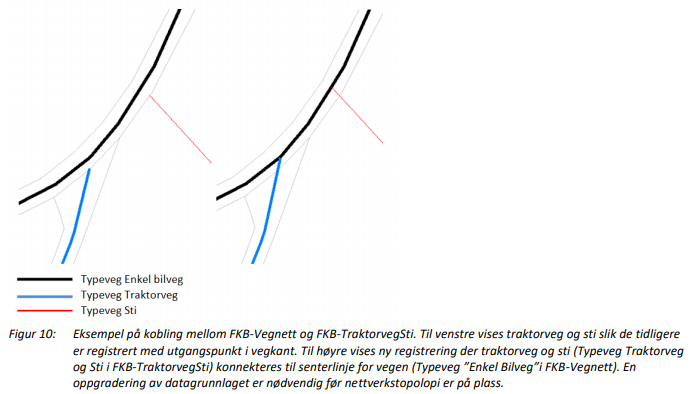 Typeveg Enkel bilveg
Typeveg Traktorveg
Typeveg Sti
Figur 10: Eksempel på kobling mellom FKB-Vegnett og FKB-TraktorvegSti. Til venstre vises traktorveg og sti slik de tidligere
er registrert med utgangspunkt i vegkant. Til høyre vises ny registrering der traktorveg og sti (Typeveg Traktorveg
og Sti i FKB-TraktorvegSti) konnekteres til senterlinje for vegen (Typeveg ”Enkel Bilveg”i FKB-Vegnett). En
oppgradering av datagrunnlaget er nødvendig før nettverkstopolopi er på plass.